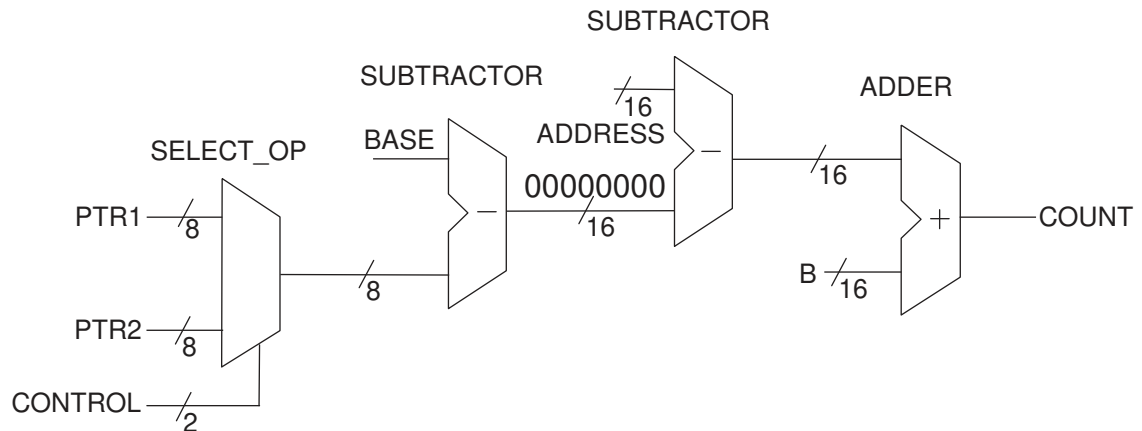 SUBTRACTOR
SUBTRACTOR
ADDER
16
BASE
ADDRESS
SELECT_OP
−
16
00000000
PTR1
8
−
16
+
COUNT
8
B
16
PTR2
8
CONTROL
2